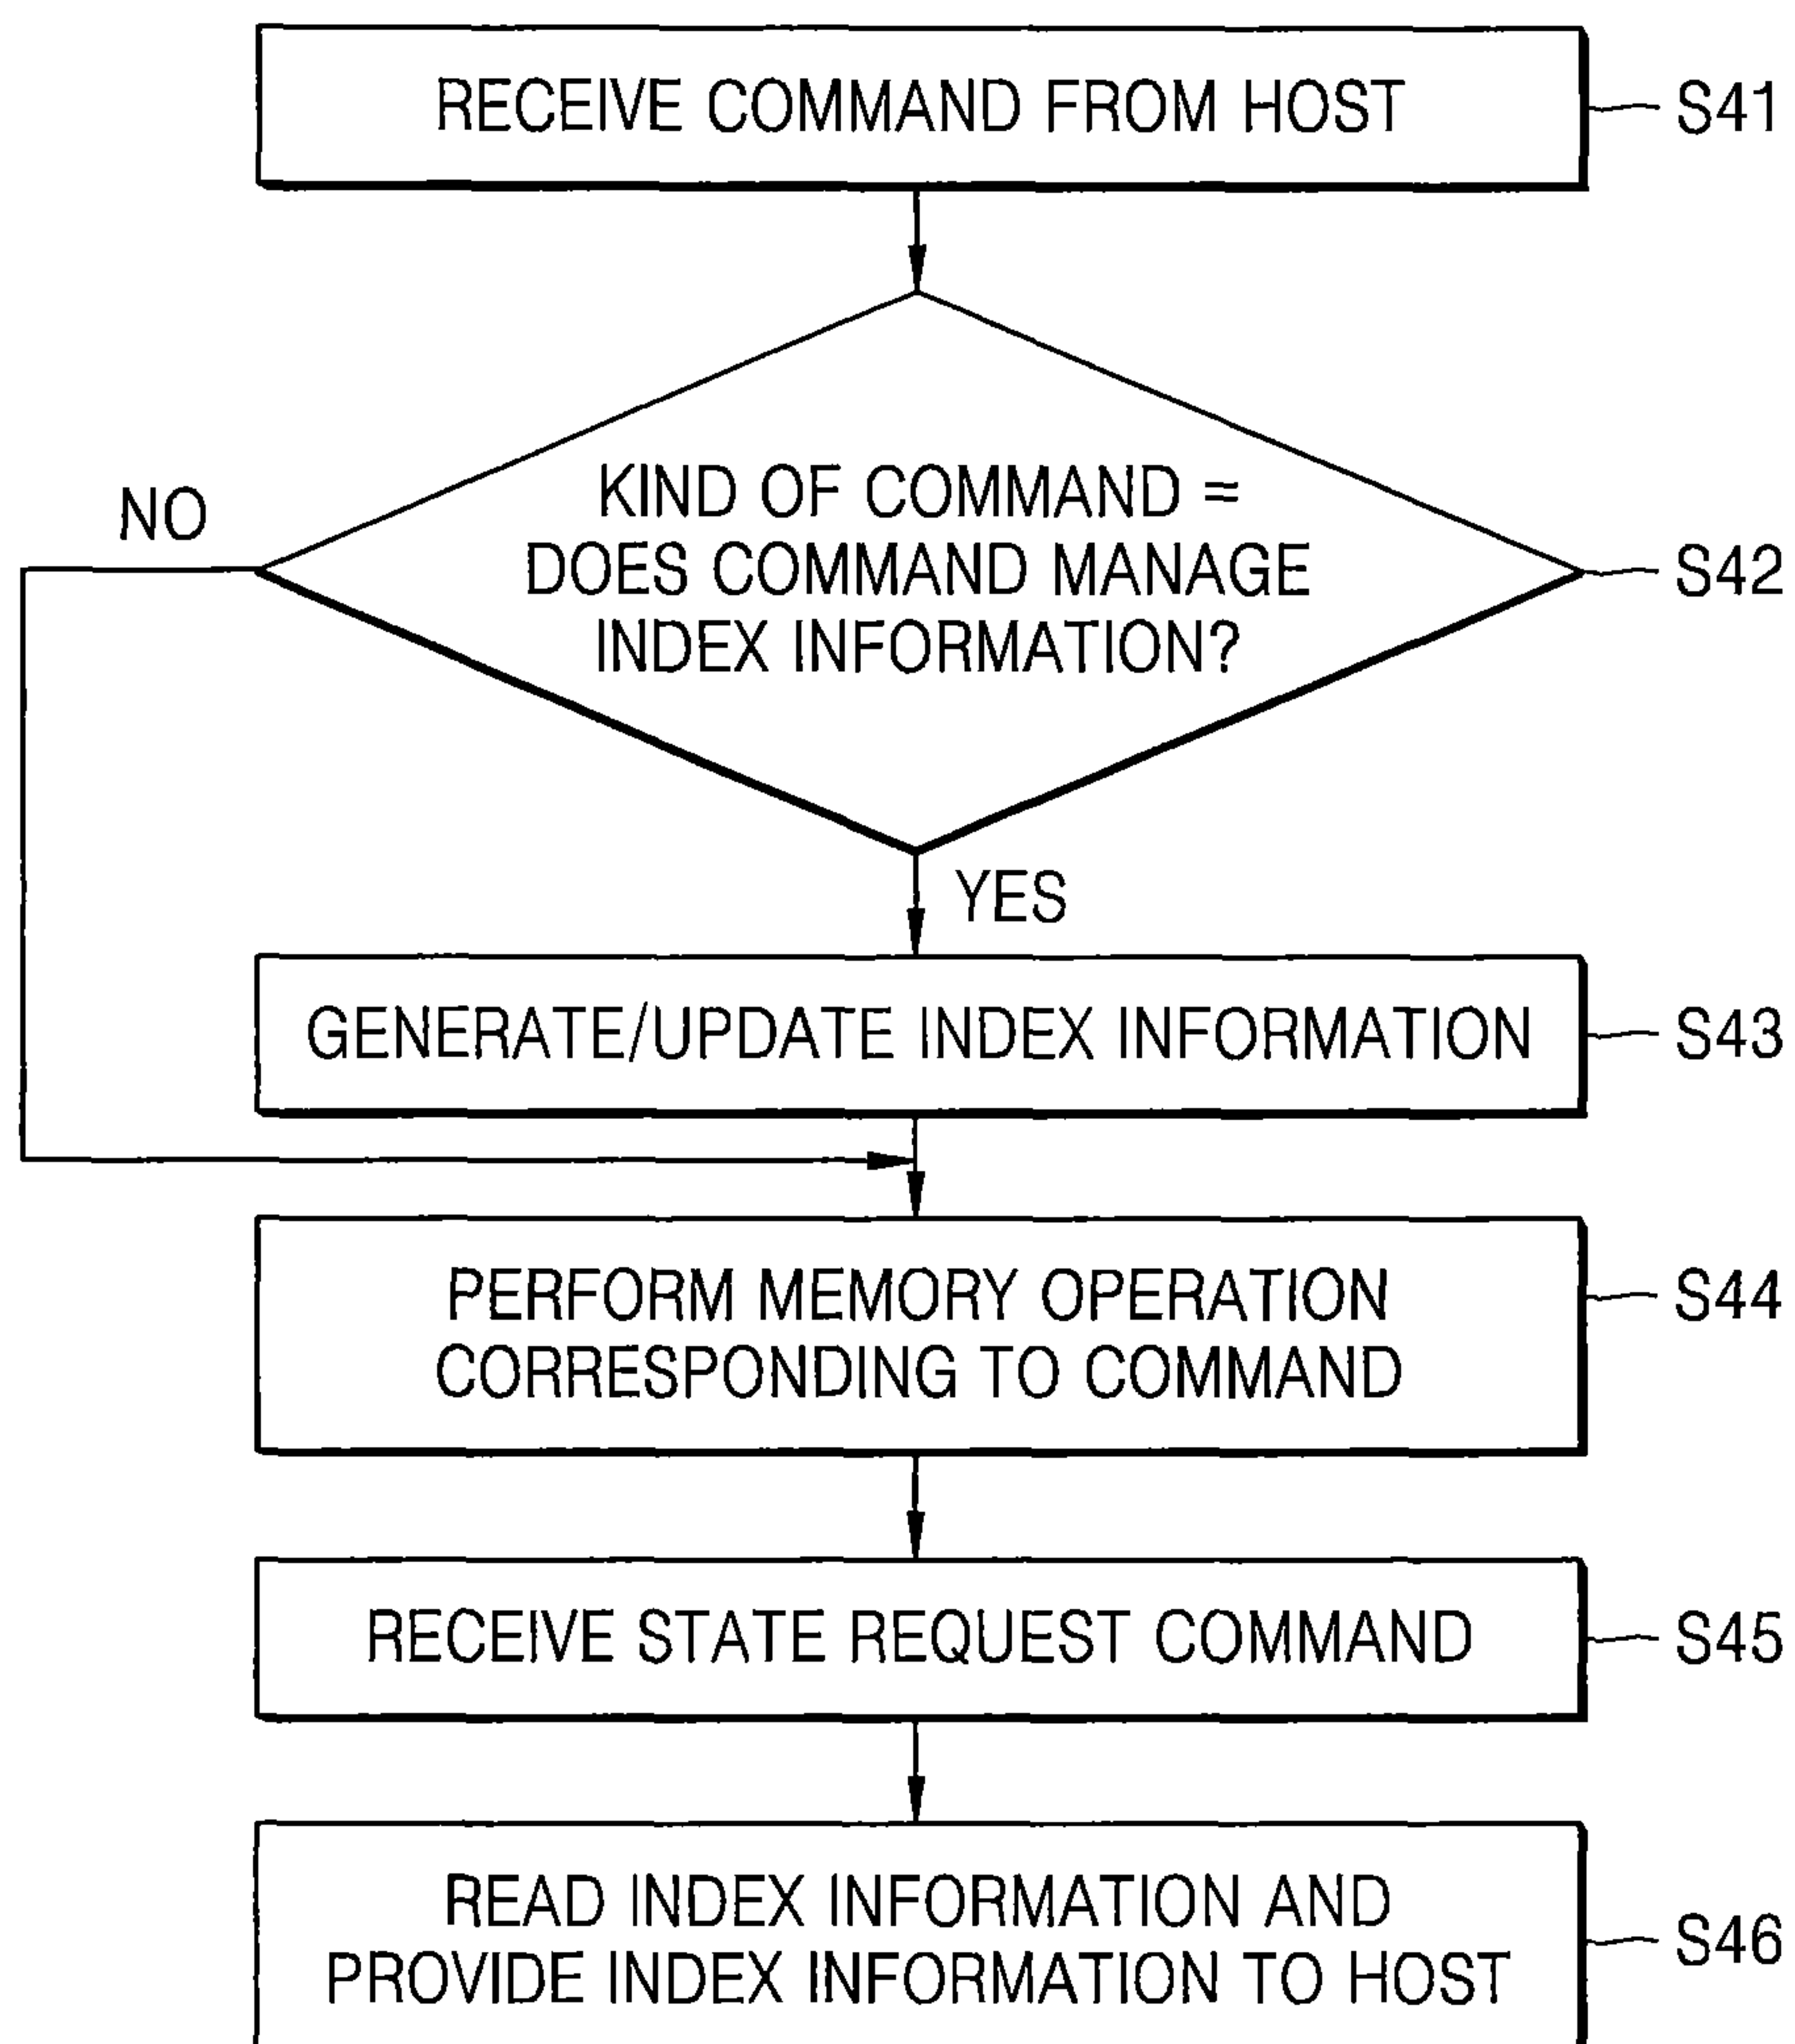 RECEIVE COMMAND FROM HOST
S41
KIND OF COMMAND =
DOES COMMAND MANAGE
INDEX INFORMATION?
S42
NO
YES
GENERATE/UPDATE INDEX INFORMATION
S43
PERFORM MEMORY OPERATION
CORRESPONDING TO COMMAND
S44
RECEIVE STATE REQUEST COMMAND
S45
READ INDEX INFORMATION AND
PROVIDE INDEX INFORMATION TO HOST
S46